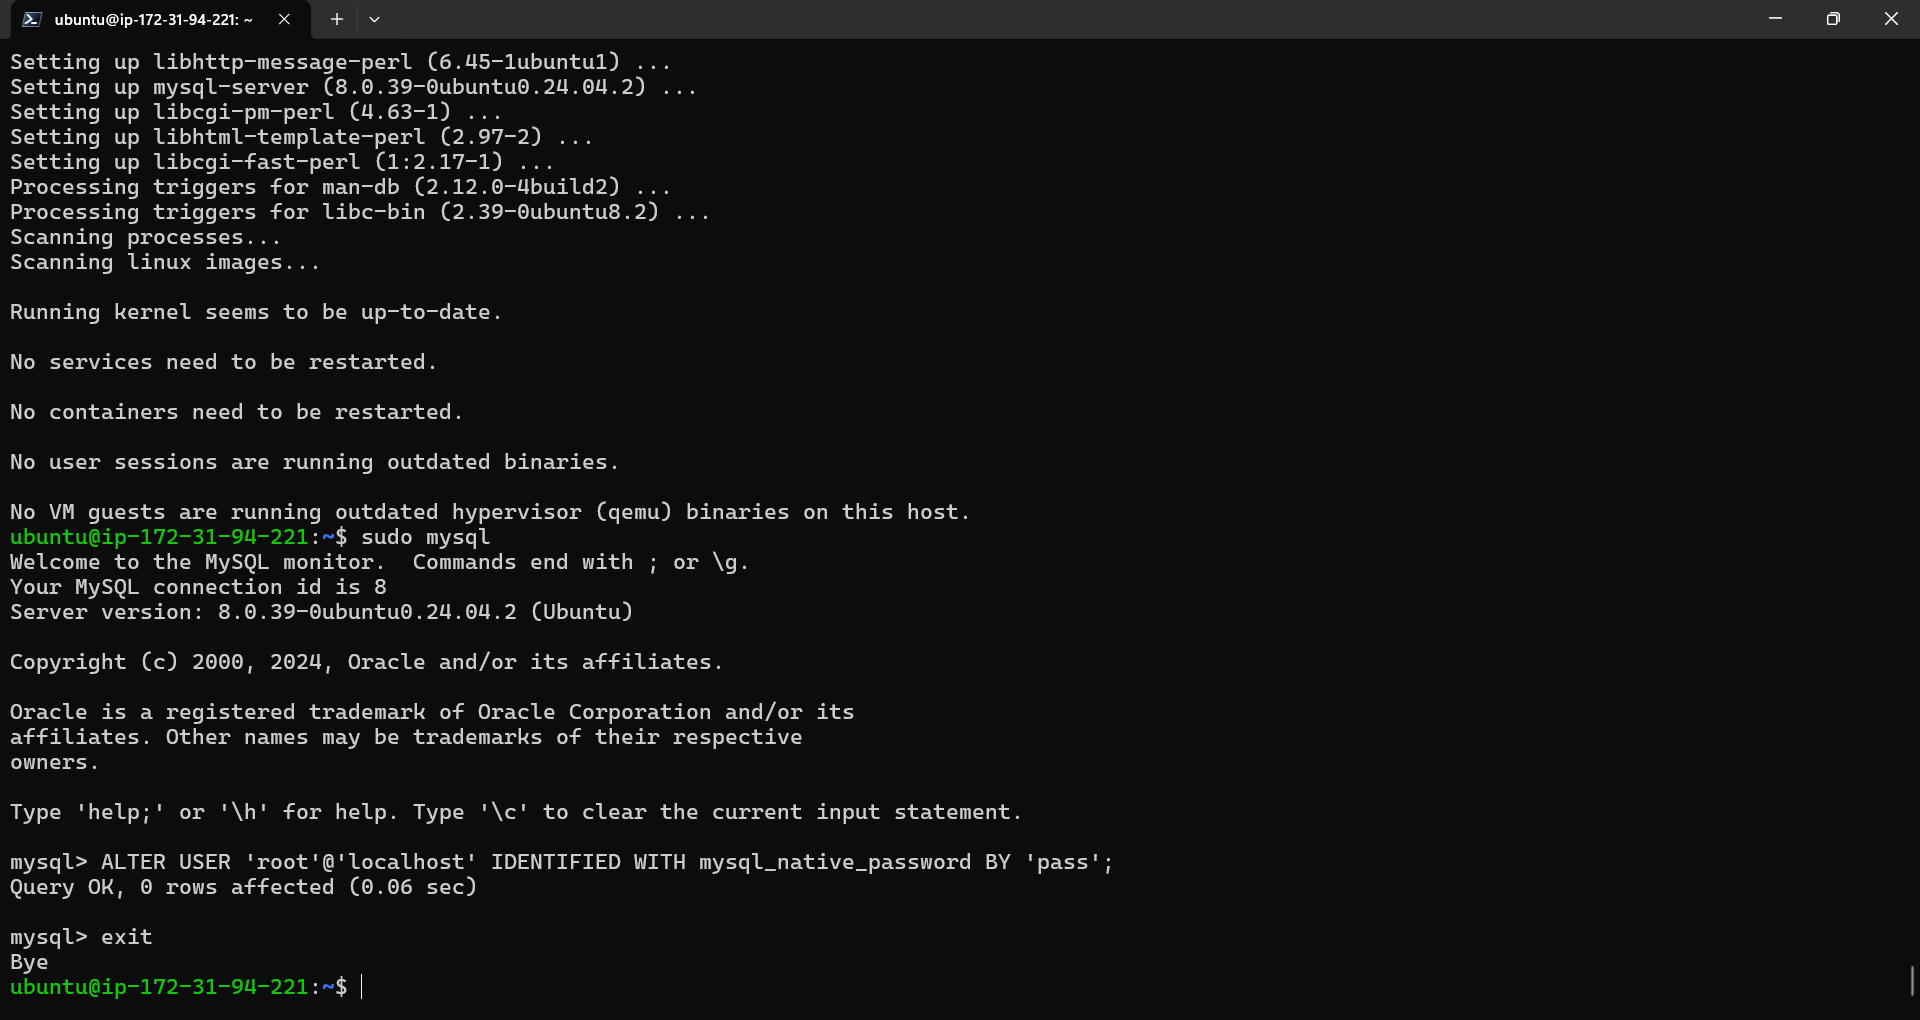 ubuntu@ip-172-31-94-221: ~
Setting up libhttp-message-perl (6.45-1ubuntu1) ...
Setting up mysql-server (8.0.39-0ubuntu0.24.04.2) ...
Setting up libcgi-pm-perl (4.63-1) ...
Setting up libhtml-template-perl (2.97-2) ...
Setting up libcgi-fast-perl (1:2.17-1) ...
Processing triggers for man-db (2.12.0-4build2) ...
Processing triggers for libc-bin (2.39-0ubuntu8.2) ...
Scanning processes...
Scanning linux images...
Running kernel seems to be up-to-date.
No services need to be restarted.
No containers need to be restarted.
No user sessions are running outdated binaries.
No VM guests are running outdated hypervisor (qemu) binaries on this host.
ubuntu@ip-172-31-94-221:~$ sudo mysql
Welcome to the MySQL monitor.  Commands end with ; or \g.
Your MySQL connection id is 8
Server version: 8.0.39-0ubuntu0.24.04.2 (Ubuntu)
Copyright (c) 2000, 2024, Oracle and/or its affiliates.
Oracle is a registered trademark of Oracle Corporation and/or its
affiliates. Other names may be trademarks of their respective
owners.
Type 'help;' or '\h' for help. Type '\c' to clear the current input statement.
mysql> ALTER USER 'root'@'localhost' IDENTIFIED WITH mysql_native_password BY 'pass';
Query OK, 0 rows affected (0.06 sec)
mysql> exit
Bye
ubuntu@ip-172-31-94-221:~$